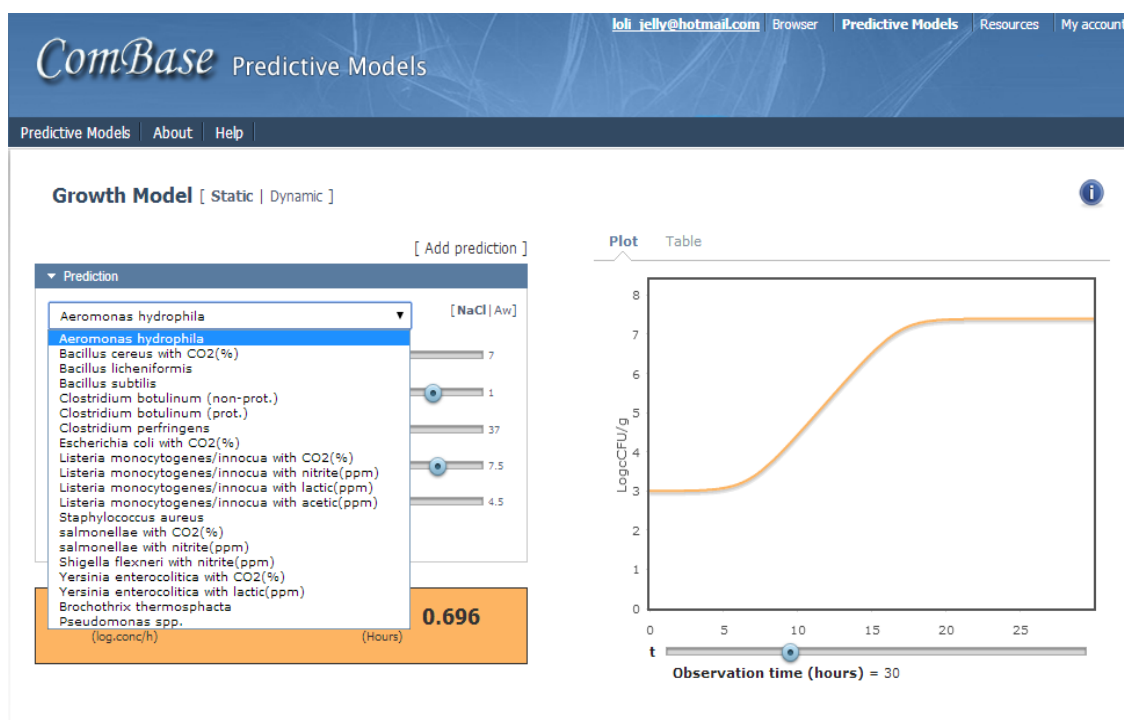 loli_jelly@hotmail.com Browser Predictive Models Resources My account
ComBase Predictive Models
Predictive Models About Help
Growth Model [ Static | Dynamic ]
[ Add prediction ]
Prediction
Aeromonas hydrophila [NaCl|Aw]
Aeromonas hydrophila
Bacillus cereus with CO2(%)
Bacillus licheniformis
Bacillus subtilis
Clostridium botulinum (non-prot.)
Clostridium botulinum (prot.)
Clostridium perfringens
Escherichia coli with CO2(%)
Listeria monocytogenes/innocua with CO2(%)
Listeria monocytogenes/innocua with nitrite(ppm)
Listeria monocytogenes/innocua with lactic(ppm)
Listeria monocytogenes/innocua with acetic(ppm)
Staphylococcus aureus
salmonellae with CO2(%)
salmonellae with nitrite(ppm)
Shigella flexneri with nitrite(ppm)
Yersinia enterocolitica with CO2(%)
Yersinia enterocolitica with lactic(ppm)
Brochothrix thermosphacta
Pseudomonas spp.
7
1
37
7.5
4.5
0.696
(log.conc/h) (Hours)
Plot Table
8
7
6
5
4
3
2
1
0
LogcCFU/g
0 5 10 15 20 25
t
Observation time (hours) = 30